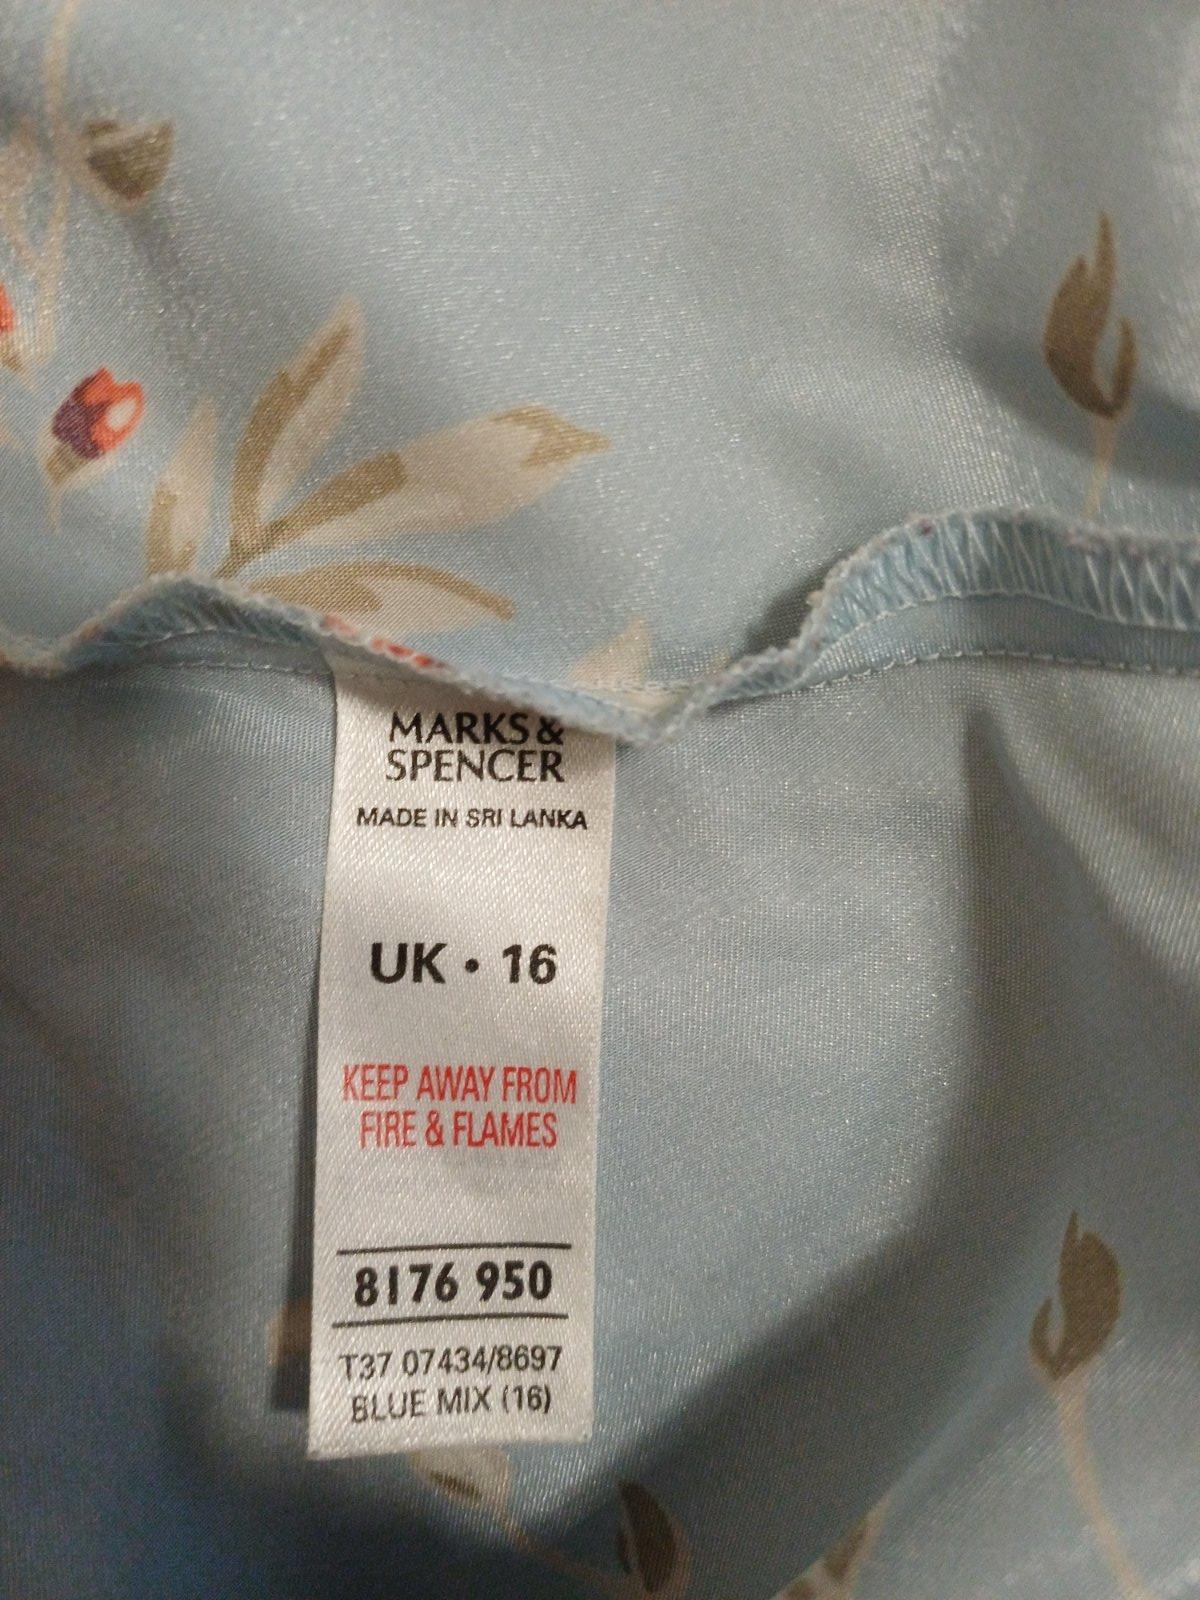 MARKS &
SPENCER
MADE IN SRI LANKA
UK • 16
KEEP AWAY FROM
FIRE & FLAMES
8176 950
T37 07434/8697
BLUE MIX (16)